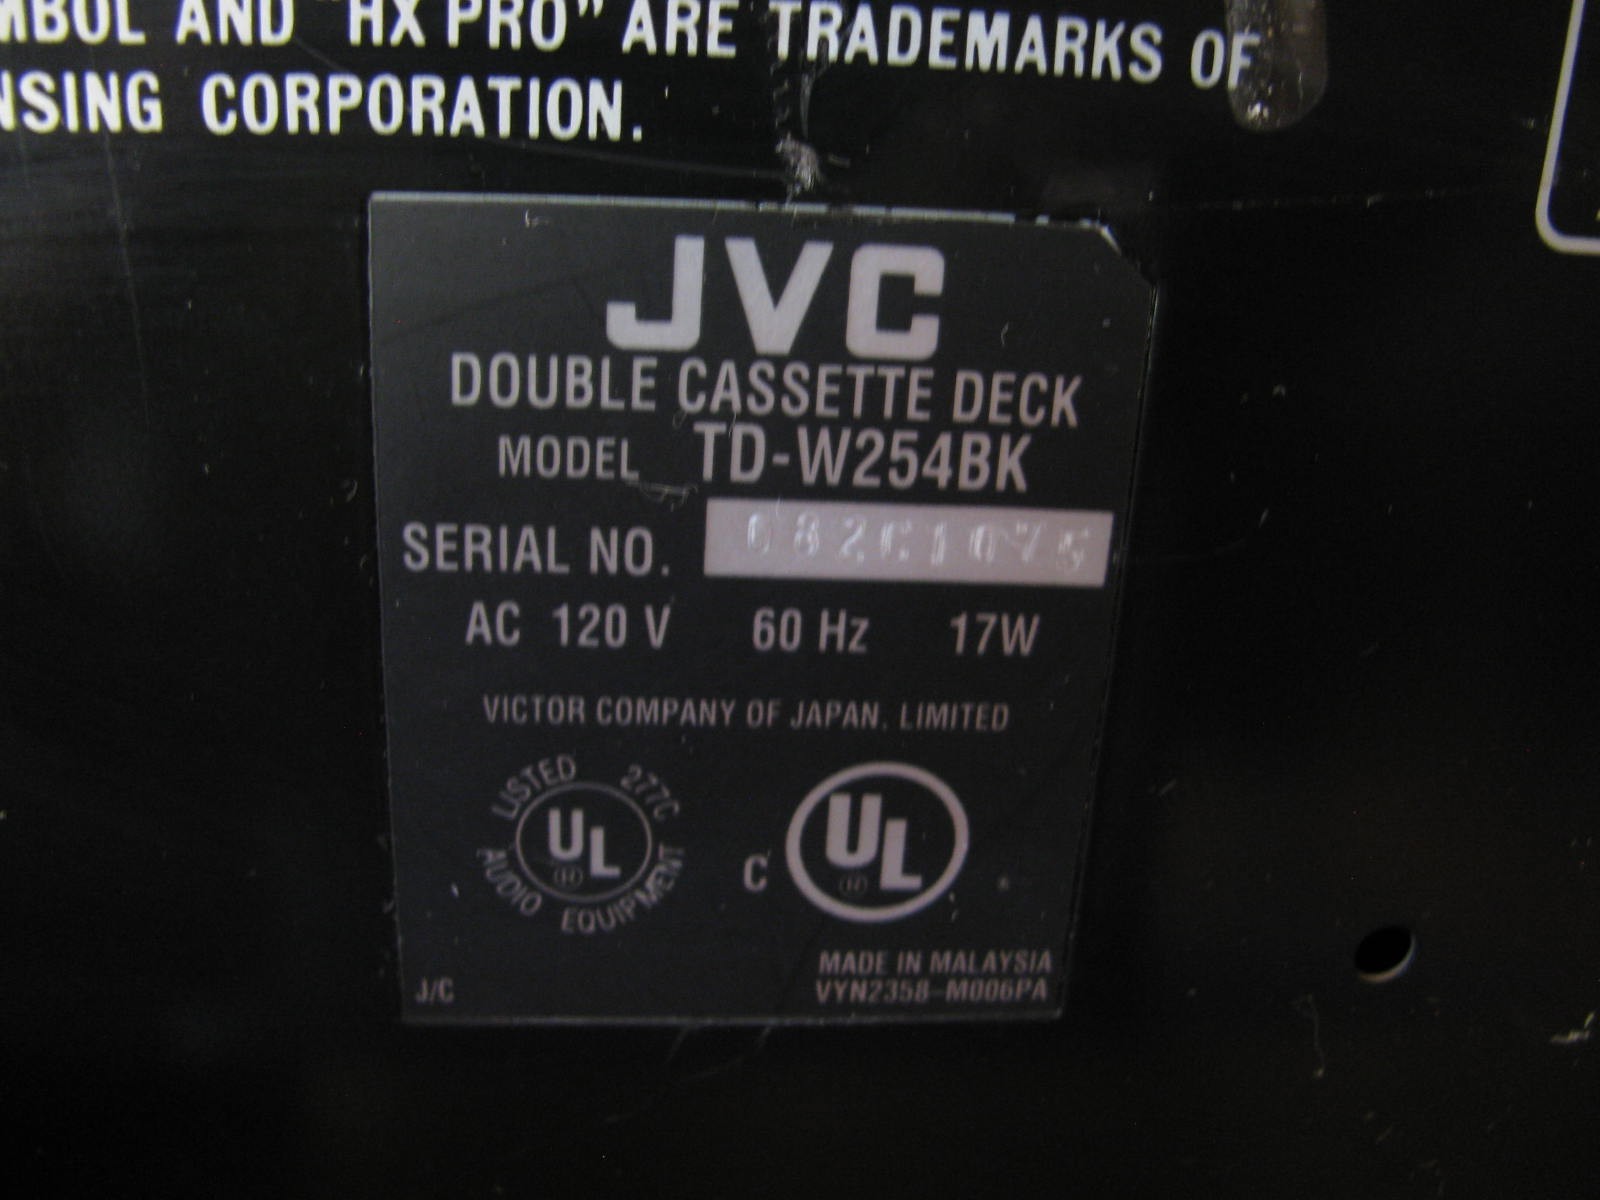 MBOL AND "HX PRO" ARE TRADEMARKS OF
NSING CORPORATION.
JVC
DOUBLE CASSETTE DECK
MODEL TD-W254BK
SERIAL NO. 082C1075
AC 120 V 60 Hz 17W
VICTOR COMPANY OF JAPAN, LIMITED
LISTED 277C
UL
AUDIO EQUIPMENT
C UL
MADE IN MALAYSIA
J/C VYN2358-M006PA